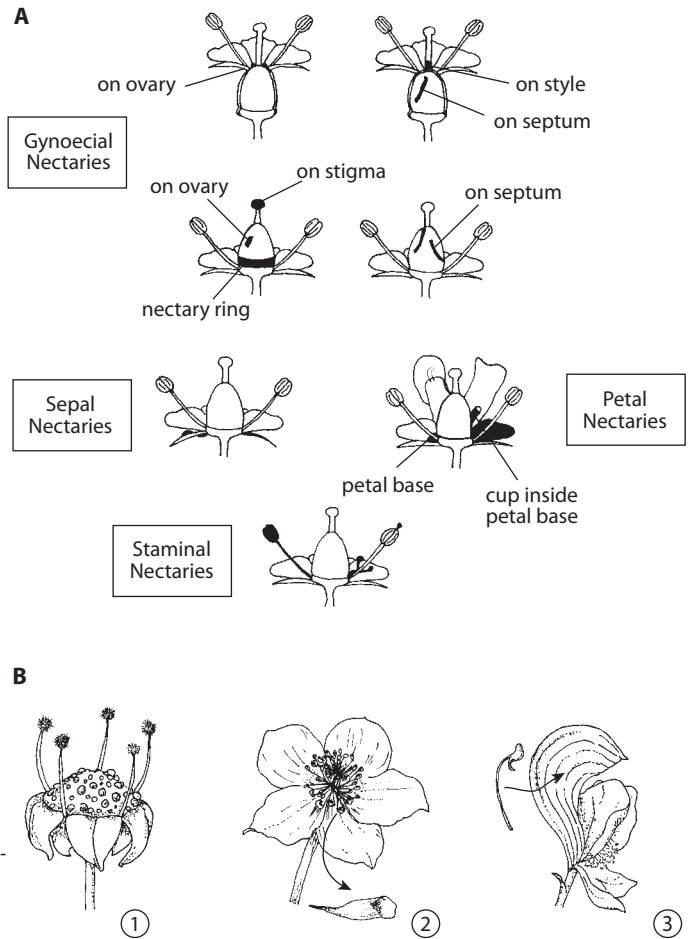 A
on ovary
on style
on septum
Gynoecial
Nectaries
on ovary
on stigma
on septum
nectary ring
Sepal
Nectaries
Petal
Nectaries
petal base
cup inside
petal base
Staminal
Nectaries
B
-
1
2
3